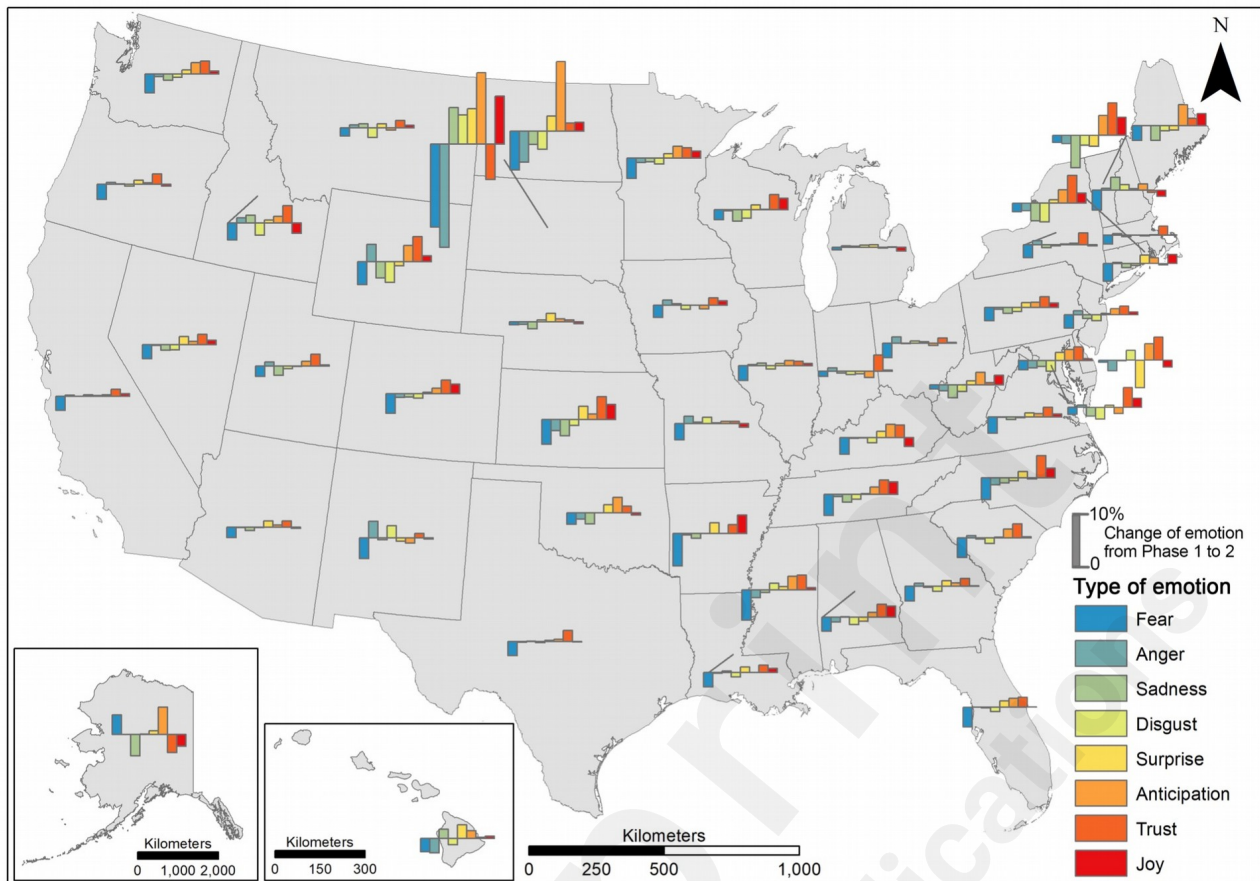 N
10%
Change of emotion
from Phase 1 to 2
0
Type of emotion
Fear
Anger
Sadness
Disgust
Surprise
Anticipation
Trust
Joy
Kilometers
0 1,000 2,000
Kilometers
0 150 300
Kilometers
0 250 500 1,000